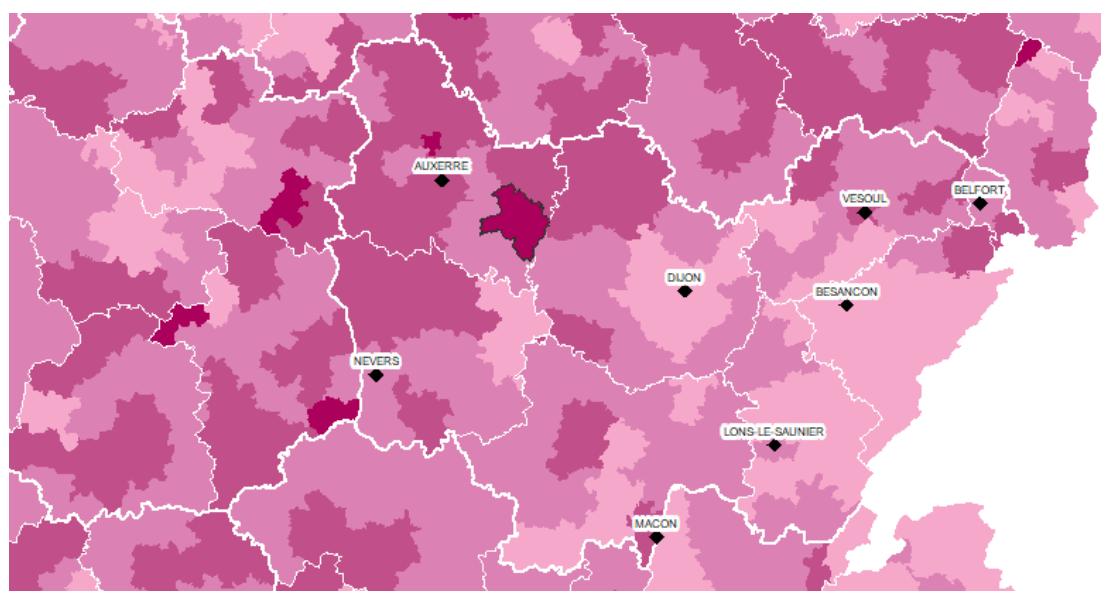 AUXERRE
BELFORT
VESOUL
DIJON
BESANCON
NEVERS
LONS-LE-SAUNIER
MACON